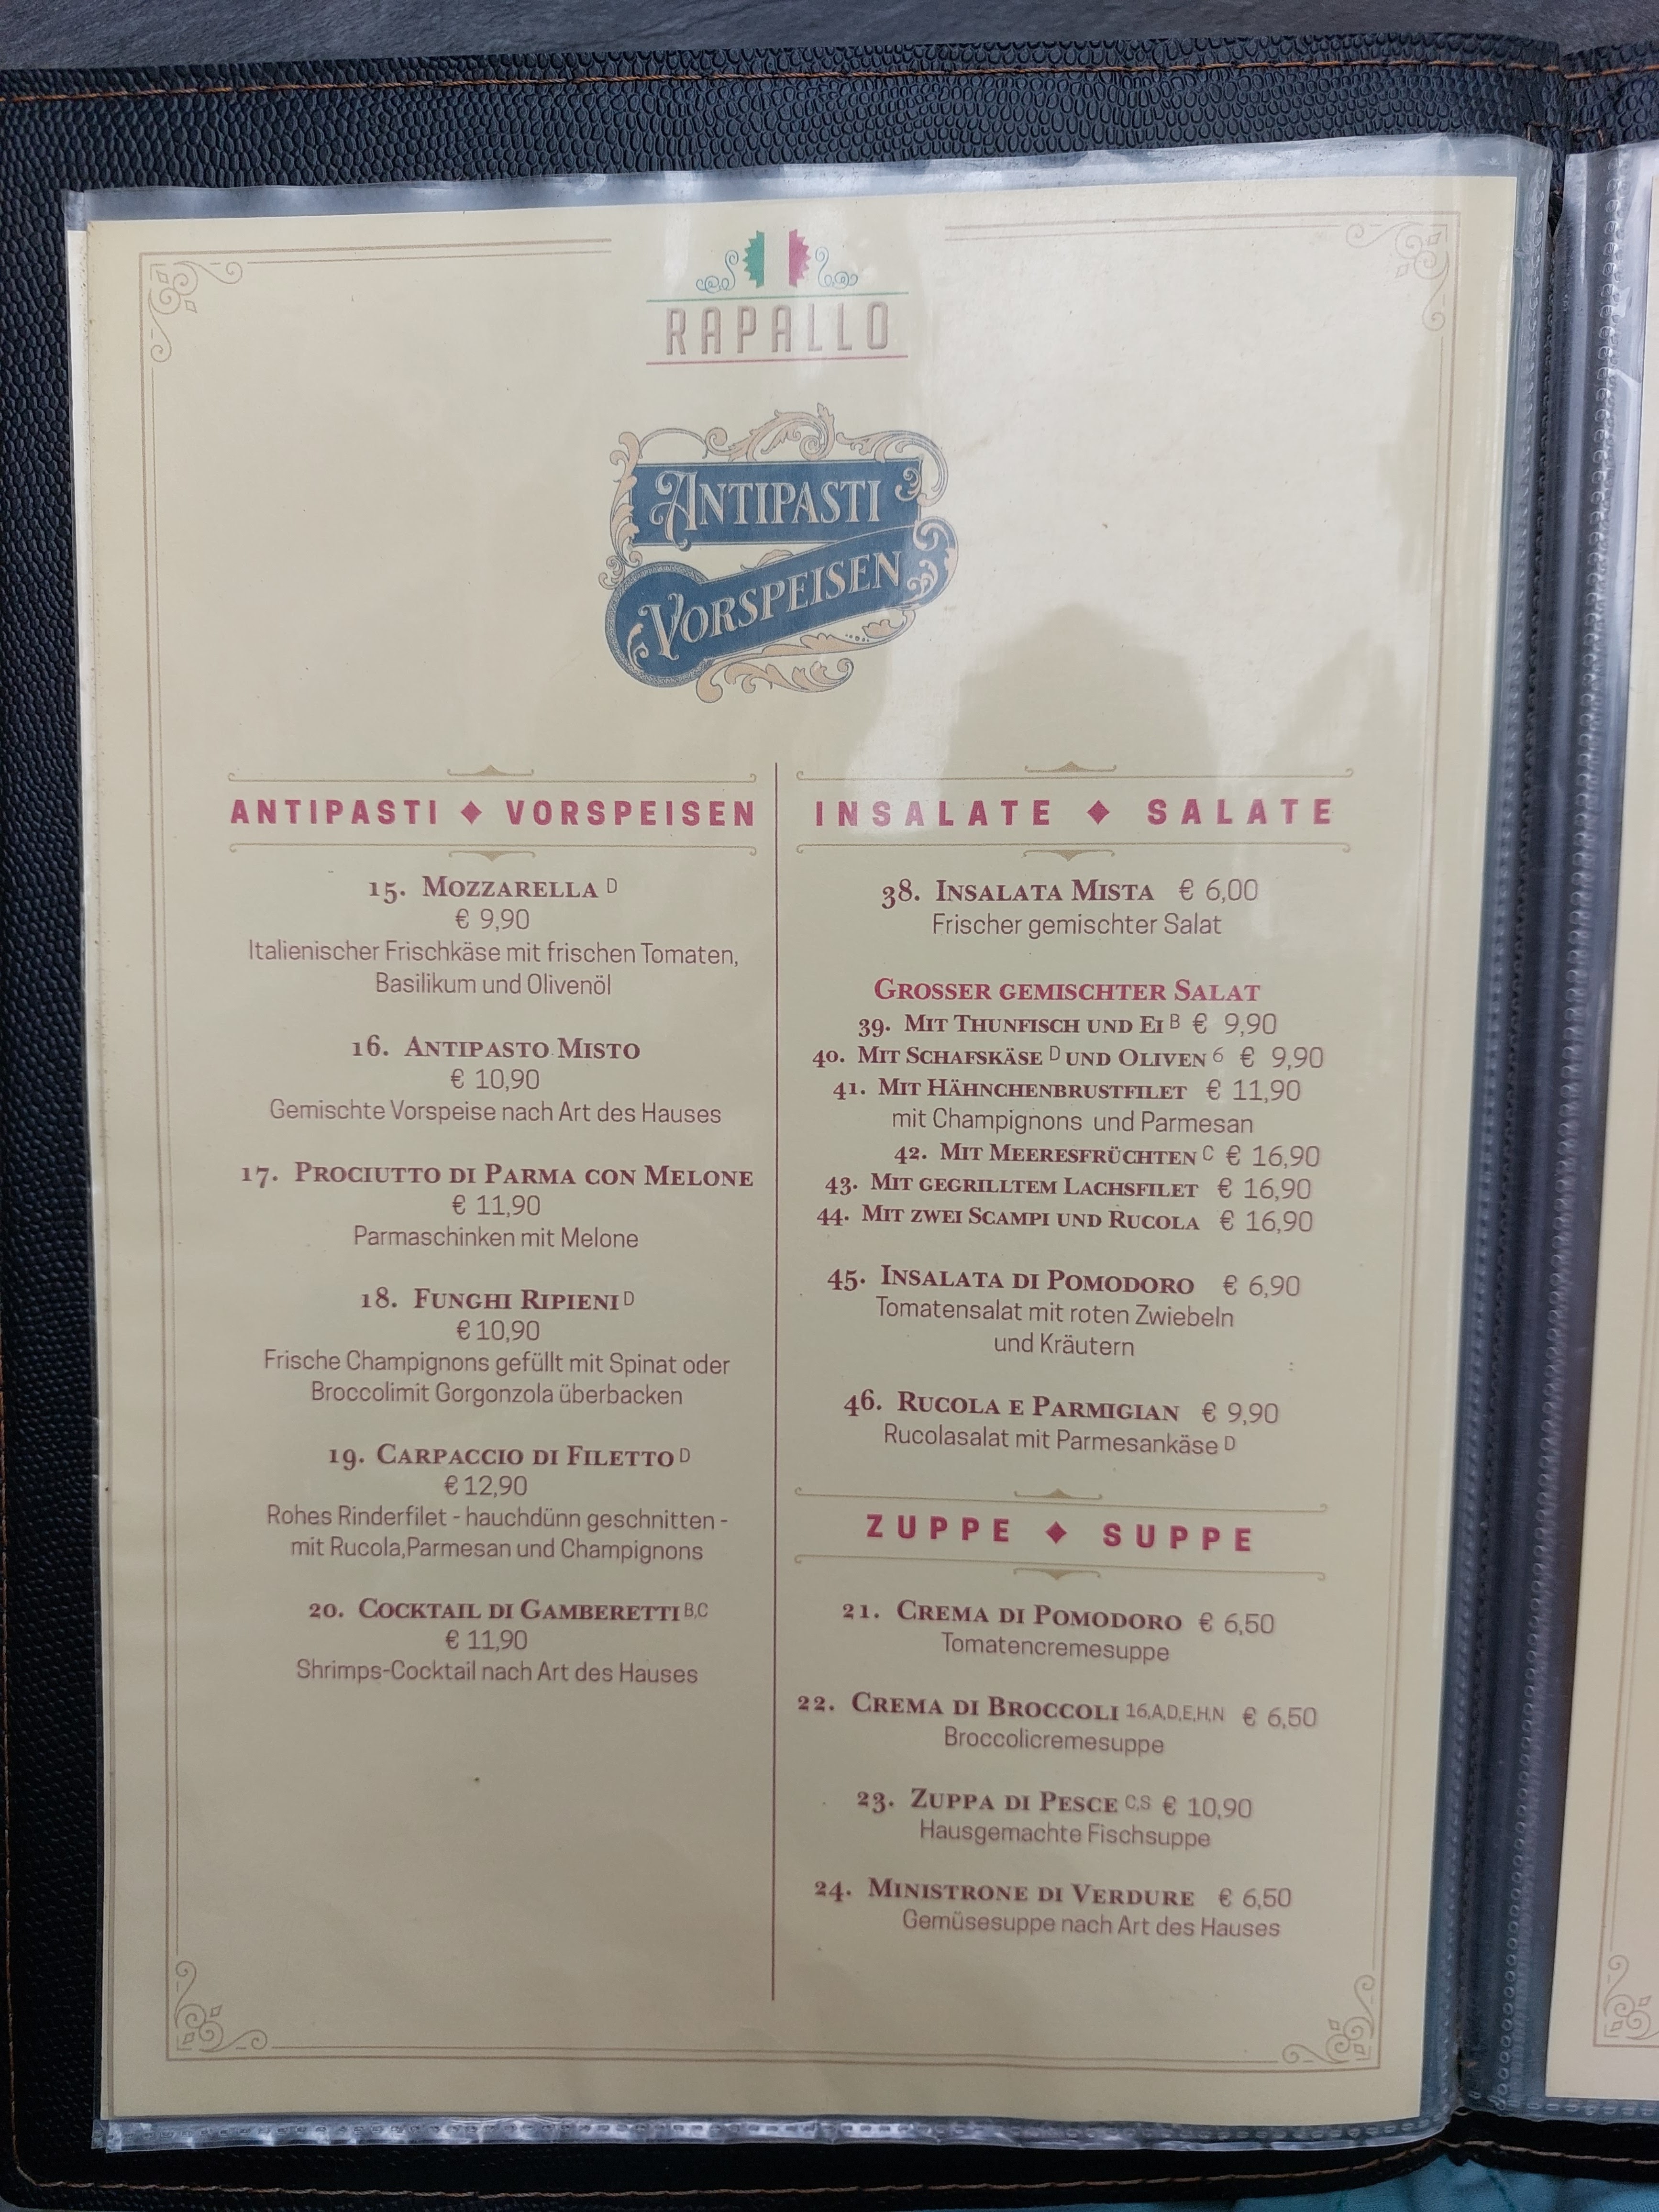 RAPALLO
ANTIPASTI
VORSPEISEN
ANTIPASTI ♦ VORSPEISEN
15. MOZZARELLA D
€ 9,90
Italienischer Frischkäse mit frischen Tomaten,
Basilikum und Olivenöl
16. ANTIPASTO MISTO
€ 10,90
Gemischte Vorspeise nach Art des Hauses
17. PROCIUTTO DI PARMA CON MELONE
€ 11,90
Parmaschinken mit Melone
18. FUNGHI RIPIENI D
€ 10,90
Frische Champignons gefüllt mit Spinat oder
Broccolimit Gorgonzola überbacken
19. CARPACCIO DI FILETTO D
€ 12,90
Rohes Rinderfilet - hauchdünn geschnitten -
mit Rucola,Parmesan und Champignons
20. COCKTAIL DI GAMBERETTI B,C
€ 11,90
Shrimps-Cocktail nach Art des Hauses
INSALATE ♦ SALATE
38. INSALATA MISTA € 6,00
Frischer gemischter Salat
GROSSER GEMISCHTER SALAT
39. MIT THUNFISCH UND EI B € 9,90
40. MIT SCHAFSKÄSE D UND OLIVEN 6 € 9,90
41. MIT HÄHNCHENBRUSTFILET € 11,90
mit Champignons und Parmesan
42. MIT MEERESFRÜCHTEN C € 16,90
43. MIT GEGRILLTEM LACHSFILET € 16,90
44. MIT ZWEI SCAMPI UND RUCOLA € 16,90
45. INSALATA DI POMODORO € 6,90
Tomatensalat mit roten Zwiebeln
und Kräutern
46. RUCOLA E PARMIGIAN € 9,90
Rucolasalat mit Parmesankäse D
ZUPPE ♦ SUPPE
21. CREMA DI POMODORO € 6,50
Tomatencremesuppe
22. CREMA DI BROCCOLI 16,A,D,E,H,N € 6,50
Broccolicremesuppe
23. ZUPPA DI PESCE C,S € 10,90
Hausgemachte Fischsuppe
24. MINISTRONE DI VERDURE € 6,50
Gemüsesuppe nach Art des Hauses